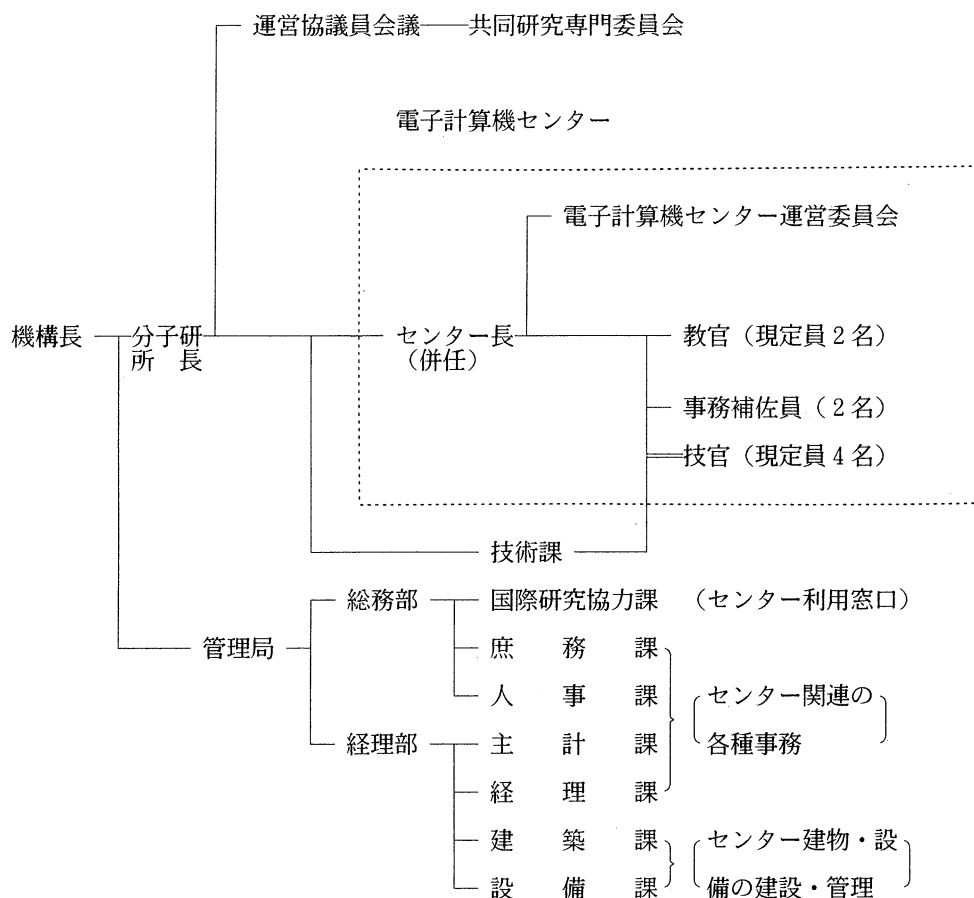 運営協議員会議 共同研究専門委員会
電子計算機センター
電子計算機センター運営委員会
機構長 分子研 センター長 教官（現定員２名）
所 長 （併任）
事務補佐員（２名）
技官（現定員４名）
技術課
総務部 国際研究協力課 （センター利用窓口）
管理局 庶 務 課
人 事 課 センター関連の
経理部 主 計 課 各種事務
経 理 課
建 築 課 センター建物・設
設 備 課 備の建設・管理